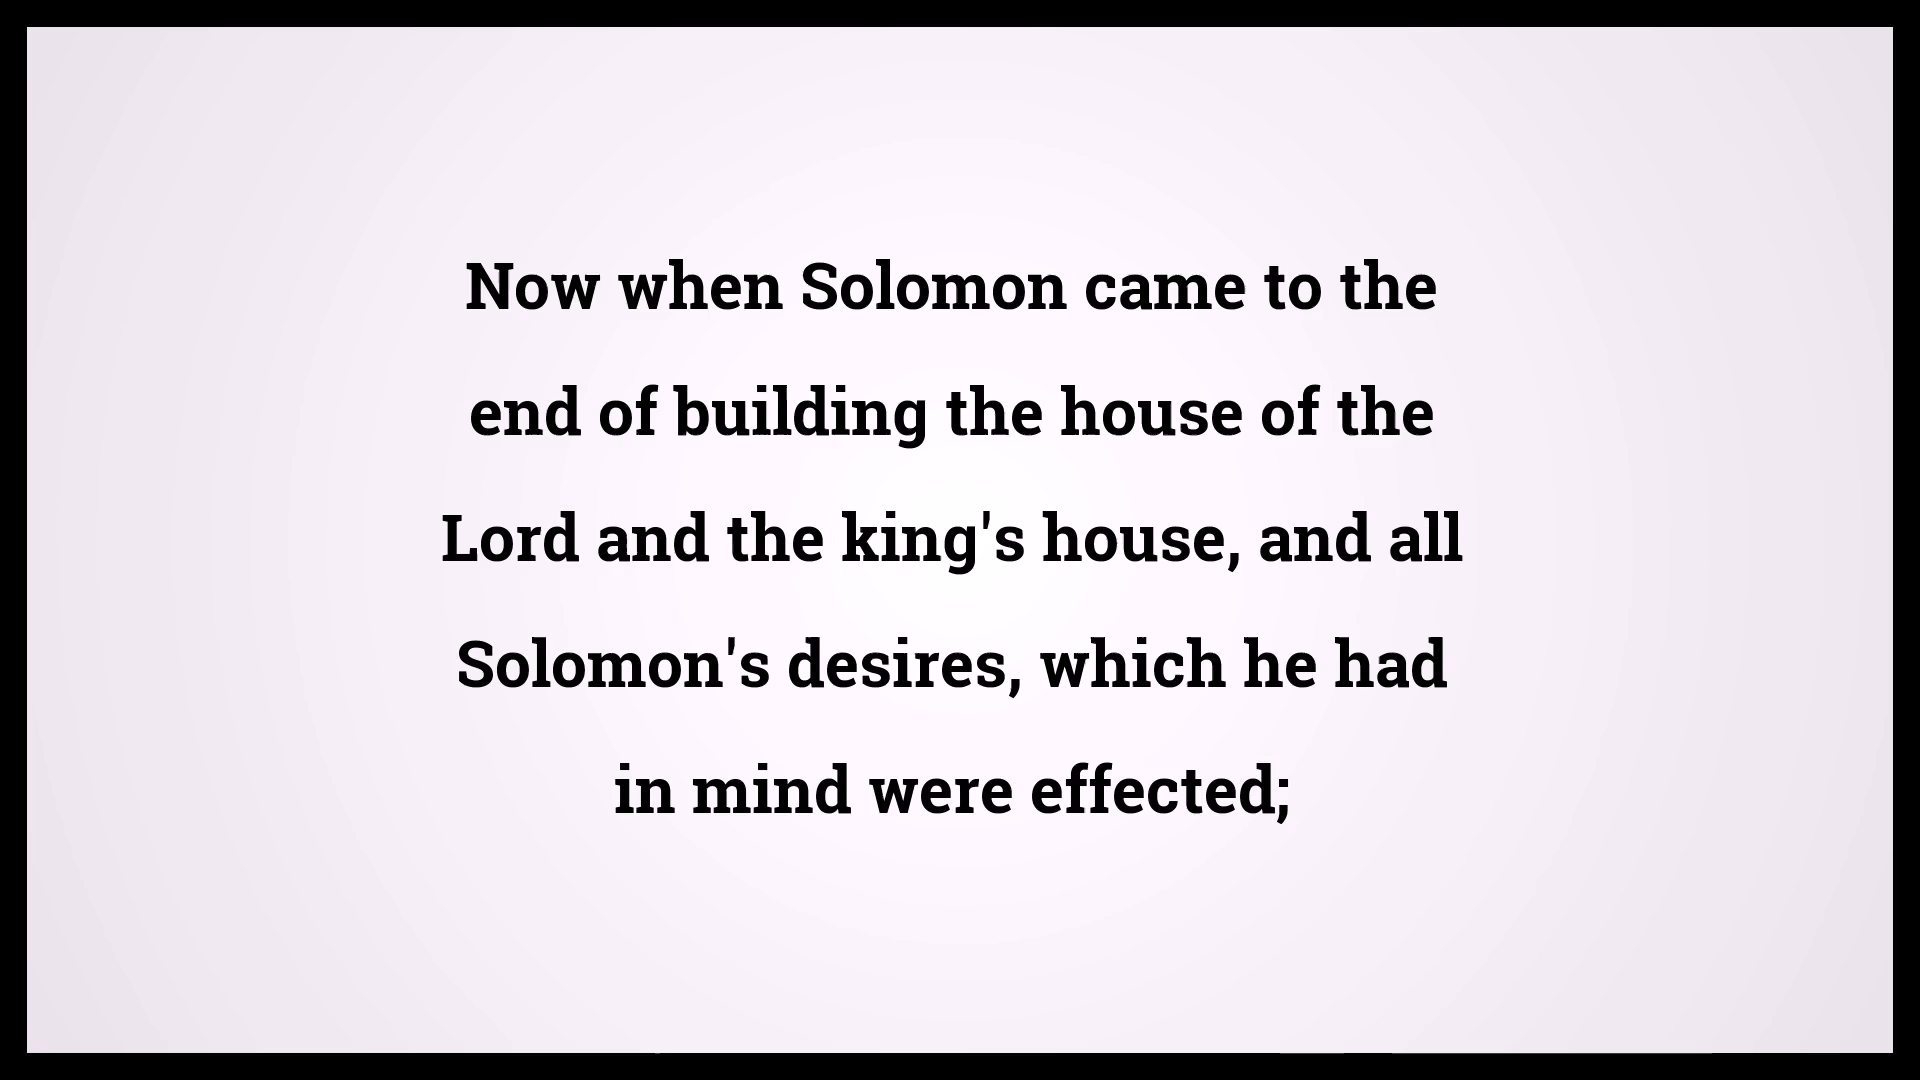 Now when Solomon came to the
end of building the house of the
Lord and the king's house, and all
Solomon's desires, which he had
in mind were effected;